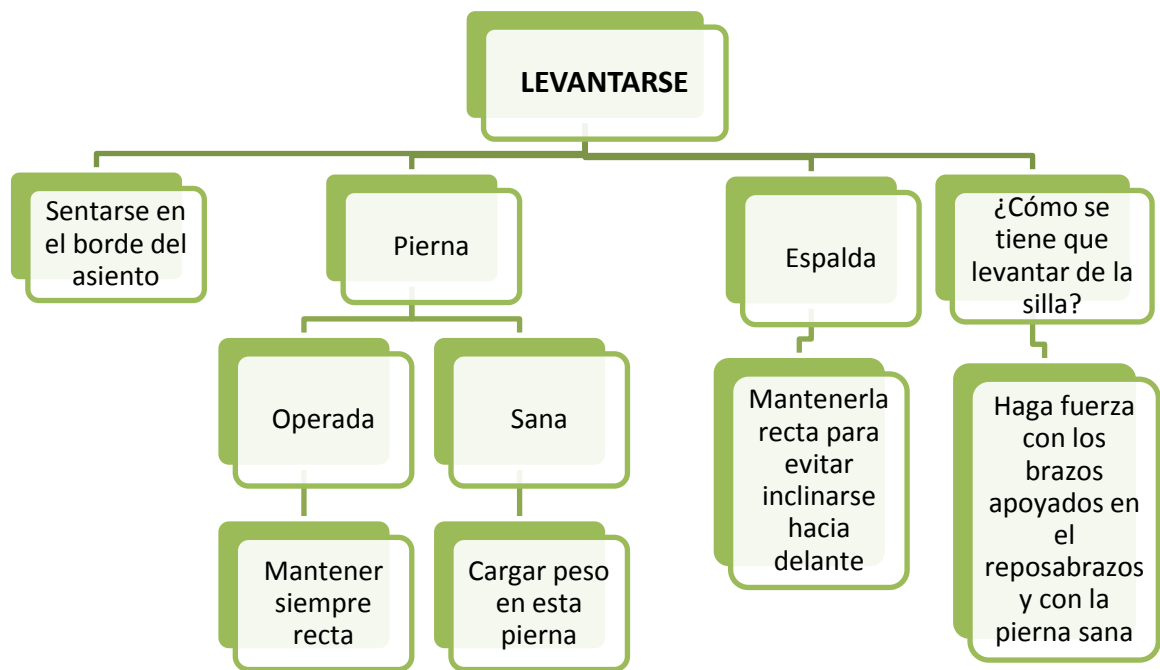 LEVANTARSE
Sentarse en
el borde del
asiento
Pierna
Espalda
¿Cómo se
tiene que
levantar de la
silla?
Operada
Sana
Mantenerla
recta para
evitar
inclinarse
hacia
delante
Haga fuerza
con los
brazos
apoyados en
el
reposabrazos
y con la
pierna sana
Mantener
siempre
recta
Cargar peso
en esta
pierna